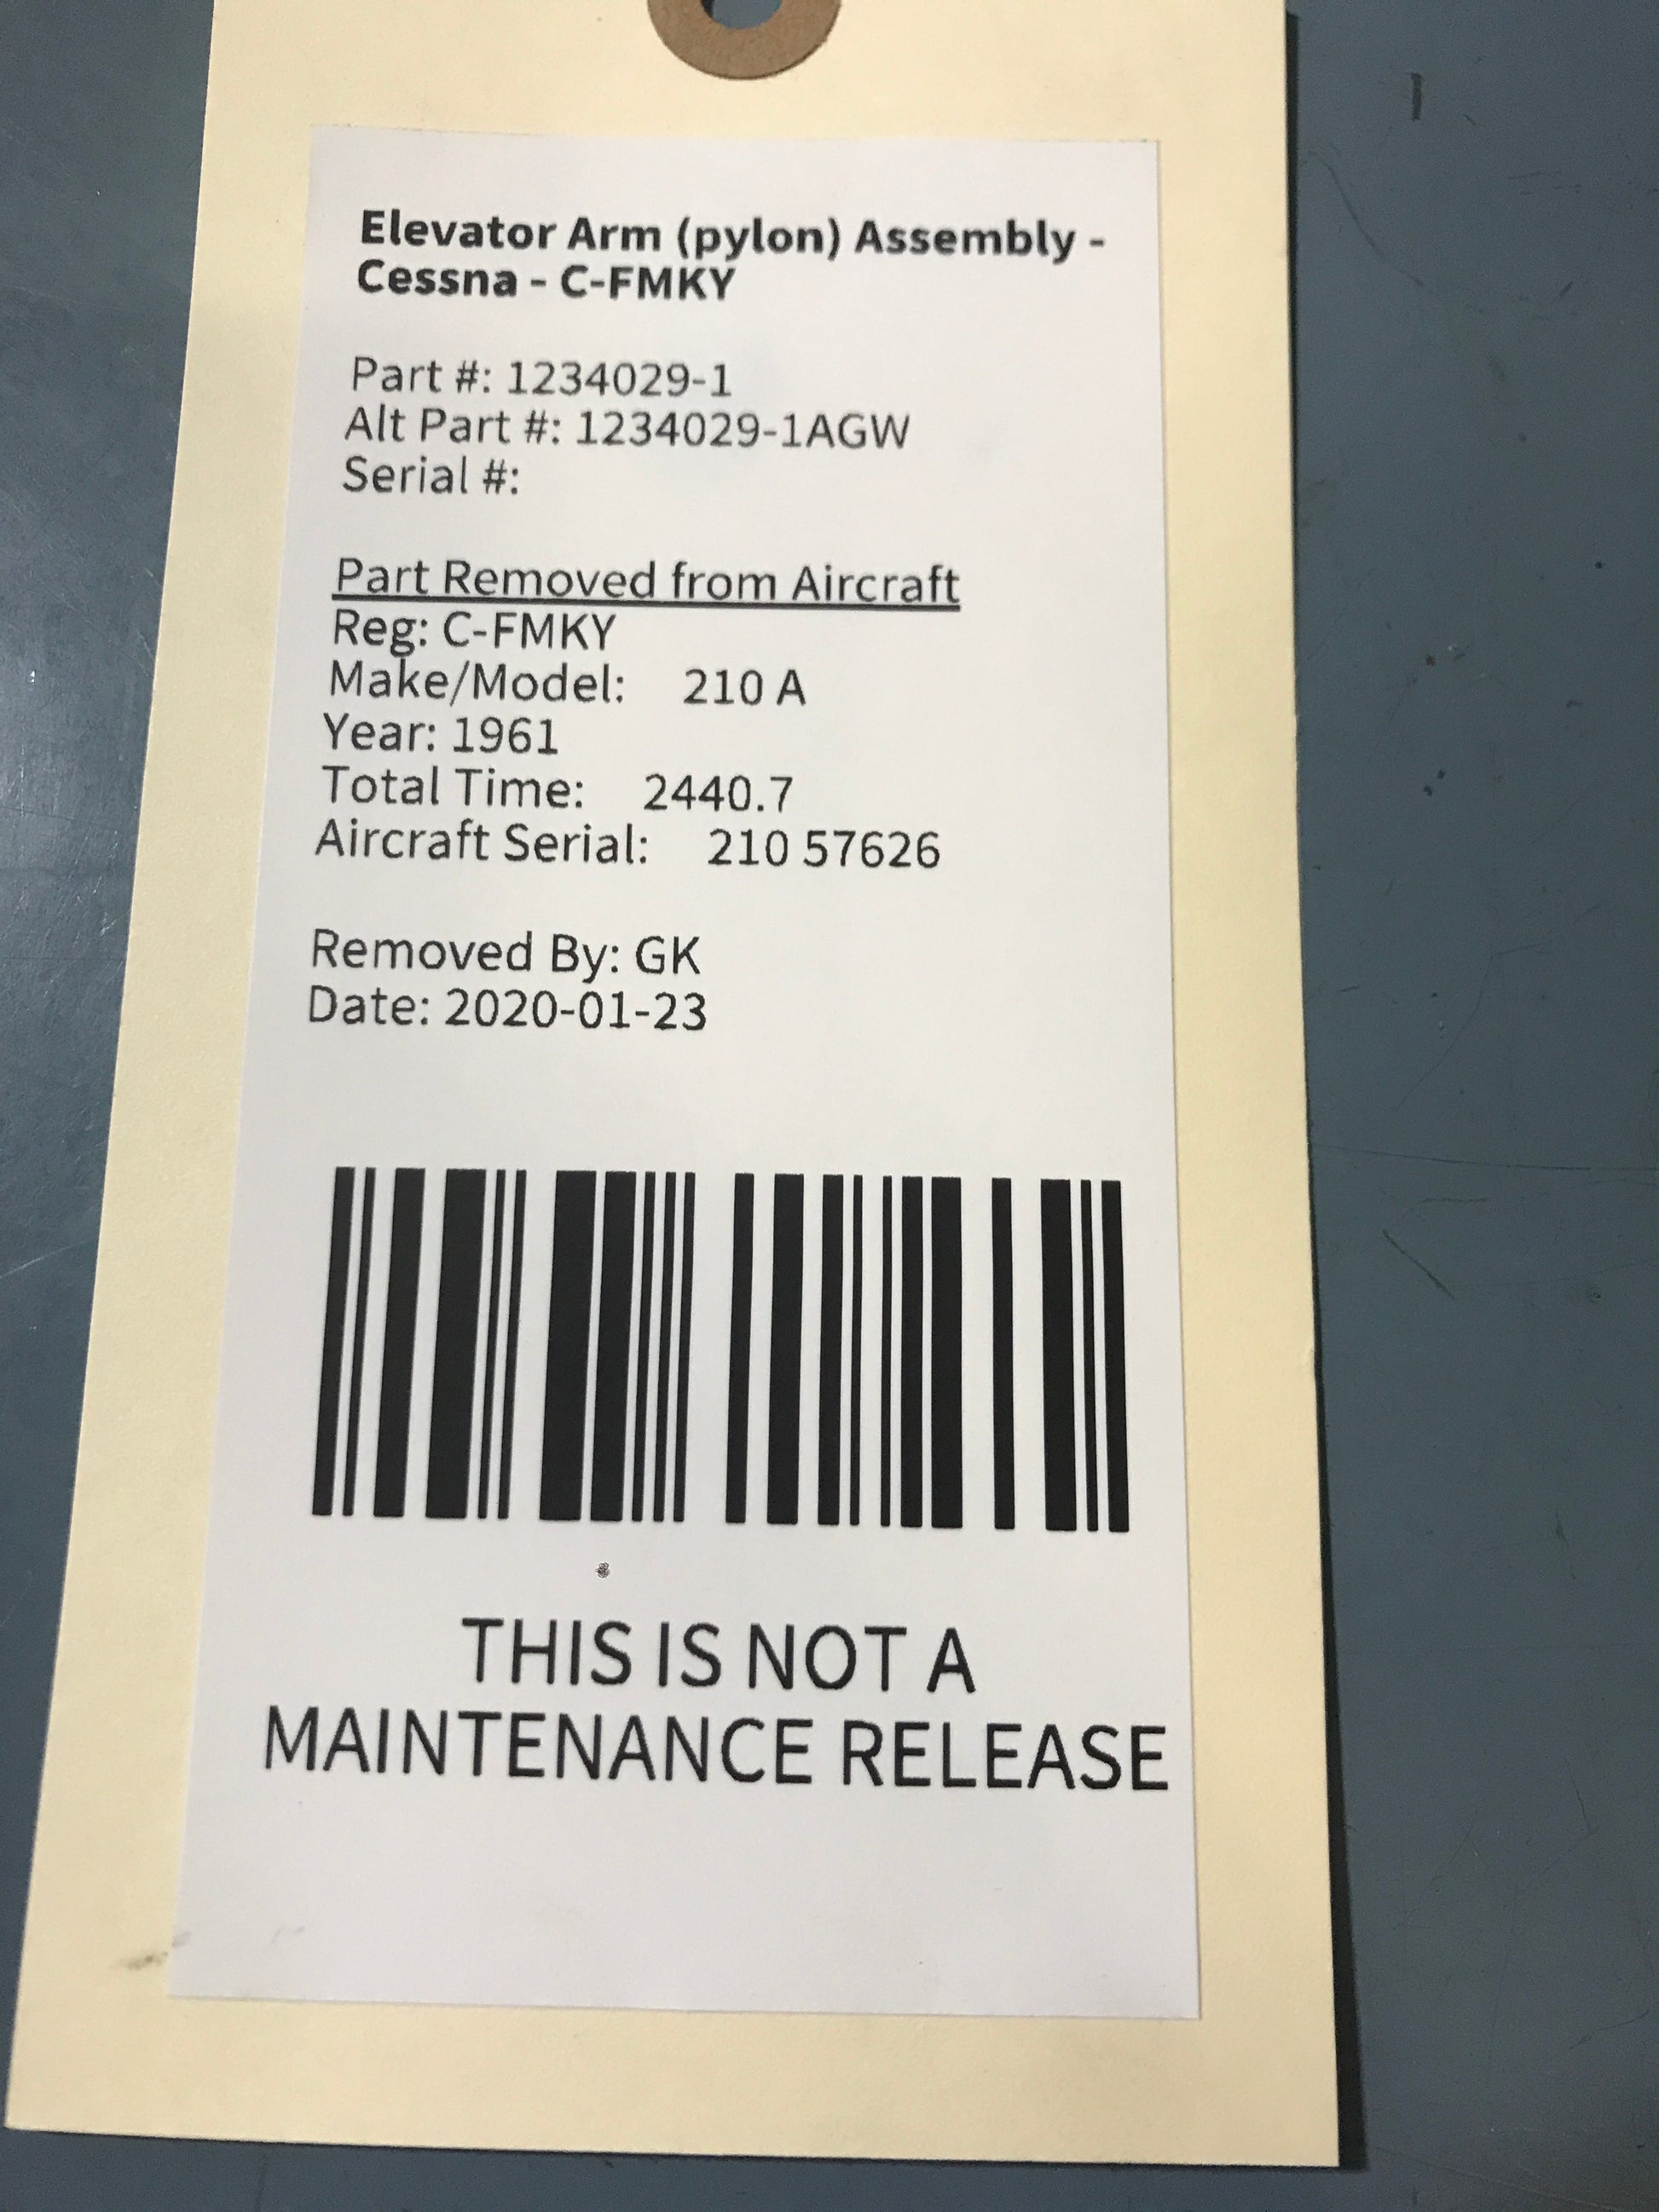 Elevator Arm (pylon) Assembly -
Cessna - C-FMKY
Part #: 1234029-1
Alt Part #: 1234029-1AGW
Serial #:
Part Removed from Aircraft
Reg: C-FMKY
Make/Model: 210 A
Year: 1961
Total Time: 2440.7
Aircraft Serial: 210 57626
Removed By: GK
Date: 2020-01-23
THIS IS NOT A
MAINTENANCE RELEASE